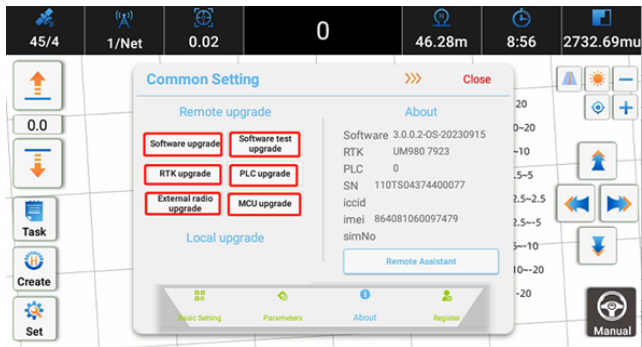 45/4
1/Net
0.02
0
46.28m
8:56
2732.69mu
Common Setting
Close
Remote upgrade
About
Software upgrade
Software test
upgrade
RTK upgrade
PLC upgrade
External radio
upgrade
MCU upgrade
Local upgrade
Software 3.0.0.2-OS-20230915
RTK UM980 7923
PLC 0
SN 110TS04374400077
iccid
imei 864081060097479
simNo
Remote Assistant
Basic Setting
Parameters
About
Register
0.0
Task
Create
Set
20
0~20
~10
.5~5
2.5~2.5
2.5~-5
5~-10
10~-20
-20
Manual